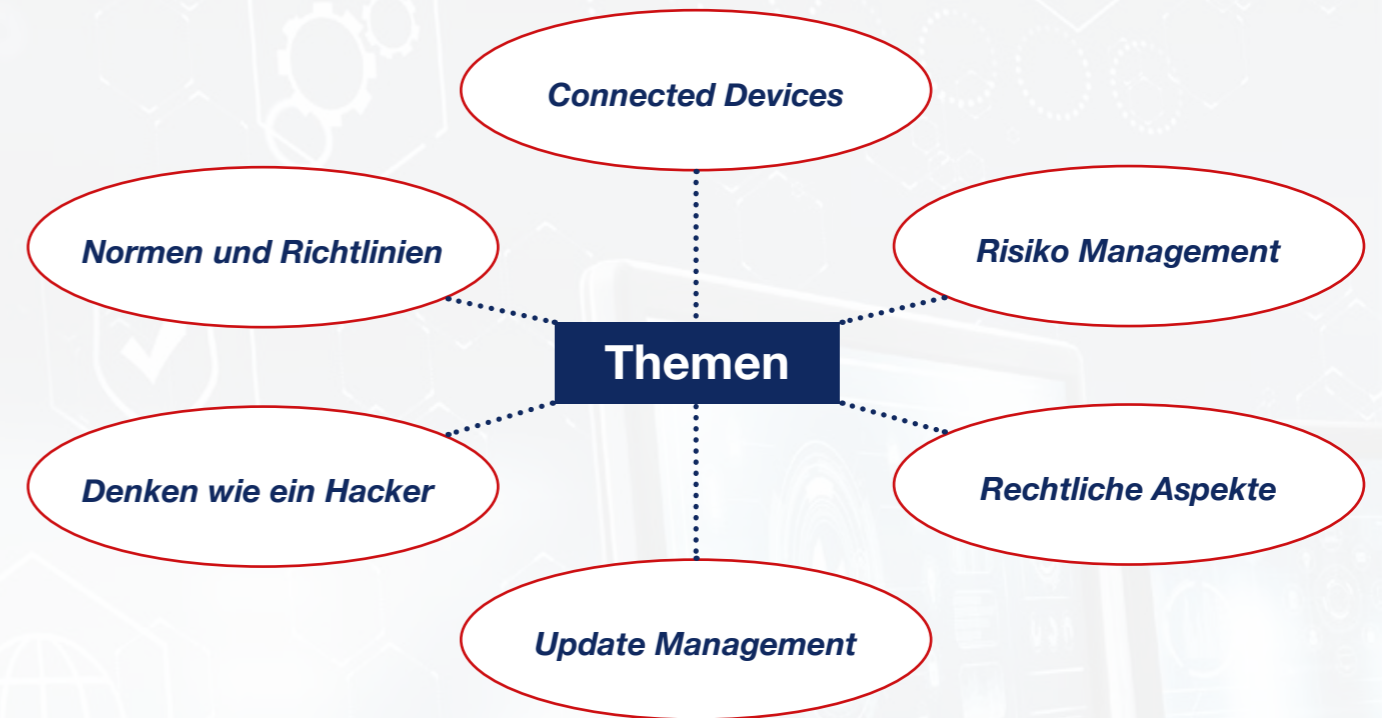 Connected Devices
Normen und Richtlinien
Risiko Management
Themen
Denken wie ein Hacker
Rechtliche Aspekte
Update Management